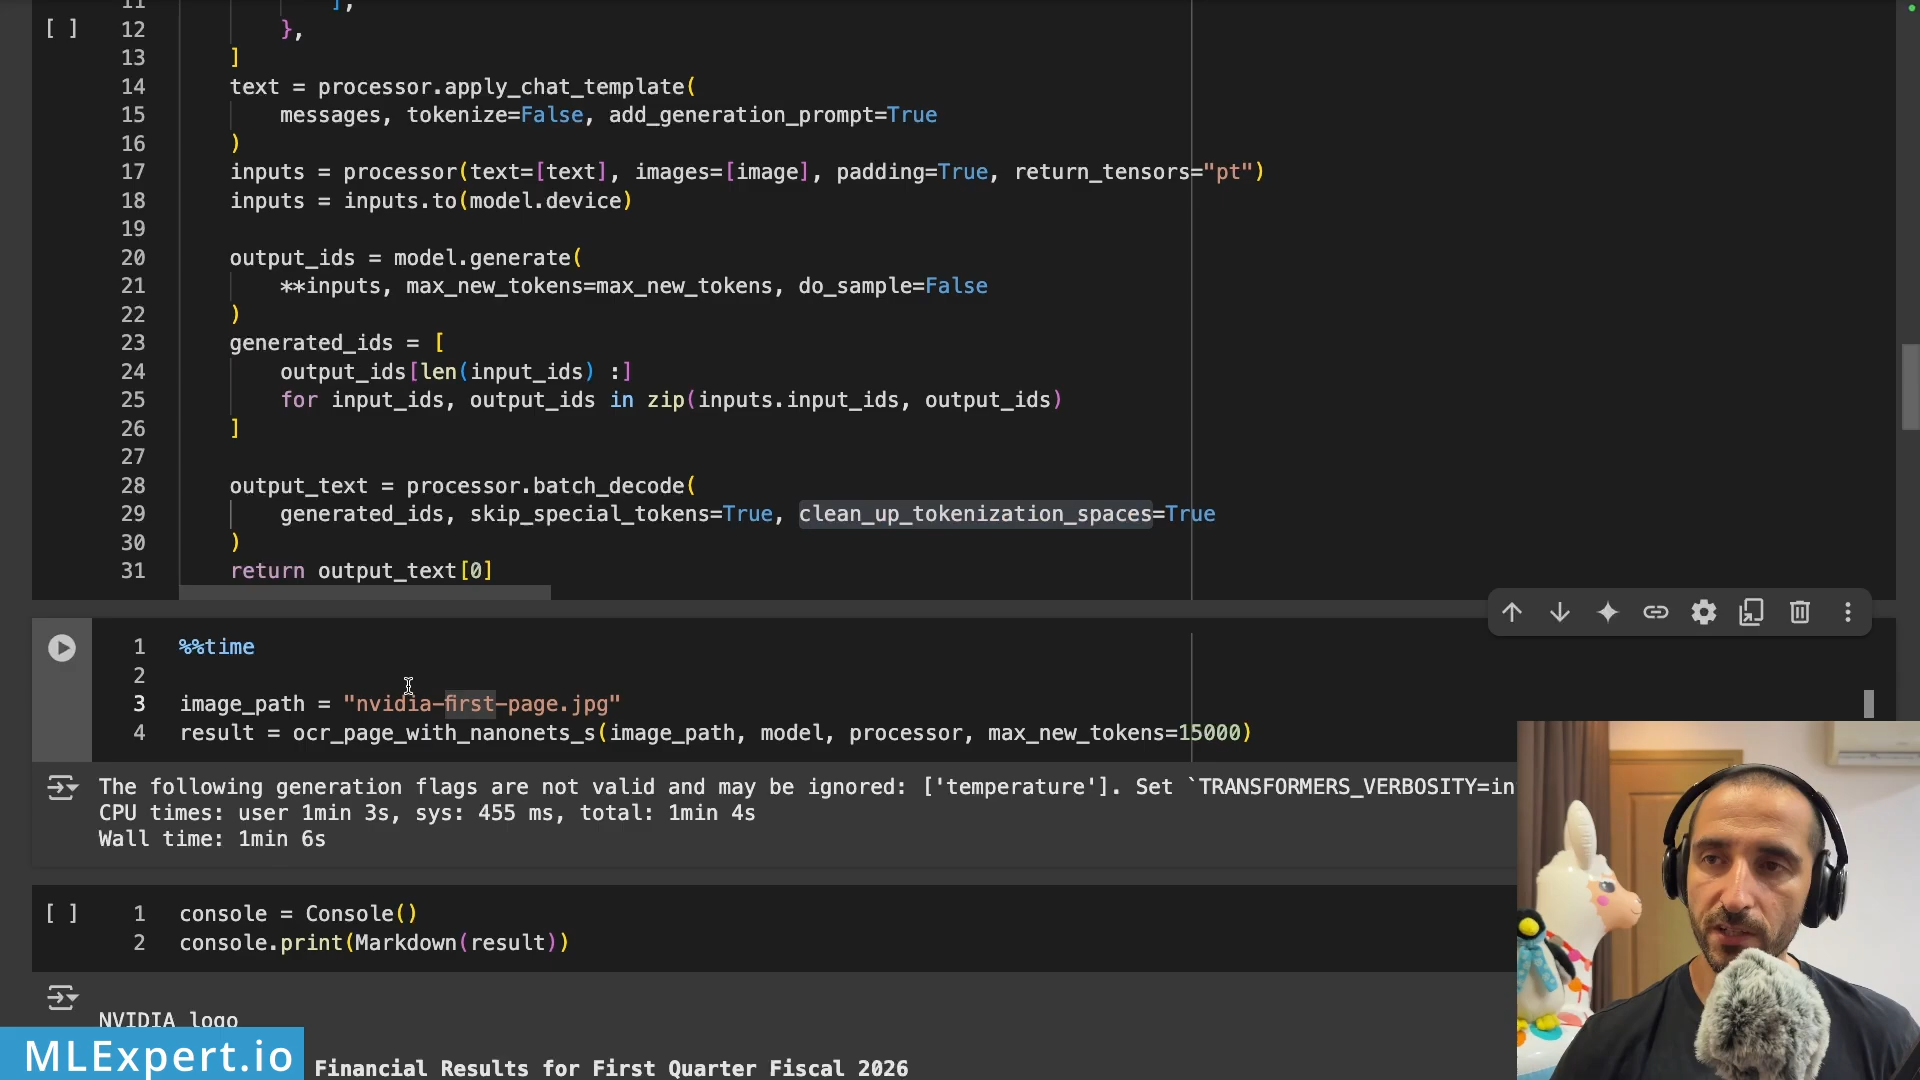 11 ],
[ ] 12 },
13 ]
14 text = processor.apply_chat_template(
15 messages, tokenize=False, add_generation_prompt=True
16 )
17 inputs = processor(text=[text], images=[image], padding=True, return_tensors="pt")
18 inputs = inputs.to(model.device)
19
20 output_ids = model.generate(
21 **inputs, max_new_tokens=max_new_tokens, do_sample=False
22 )
23 generated_ids = [
24 output_ids[len(input_ids) :]
25 for input_ids, output_ids in zip(inputs.input_ids, output_ids)
26 ]
27
28 output_text = processor.batch_decode(
29 generated_ids, skip_special_tokens=True, clean_up_tokenization_spaces=True
30 )
31 return output_text[0]
1 %%time
2
3 image_path = "nvidia-first-page.jpg"
4 result = ocr_page_with_nanonets_s(image_path, model, processor, max_new_tokens=15000)
The following generation flags are not valid and may be ignored: ['temperature']. Set `TRANSFORMERS_VERBOSITY=in
CPU times: user 1min 3s, sys: 455 ms, total: 1min 4s
Wall time: 1min 6s
[ ] 1 console = Console()
2 console.print(Markdown(result))
NVIDIA logo
MLExpert.io
Financial Results for First Quarter Fiscal 2026